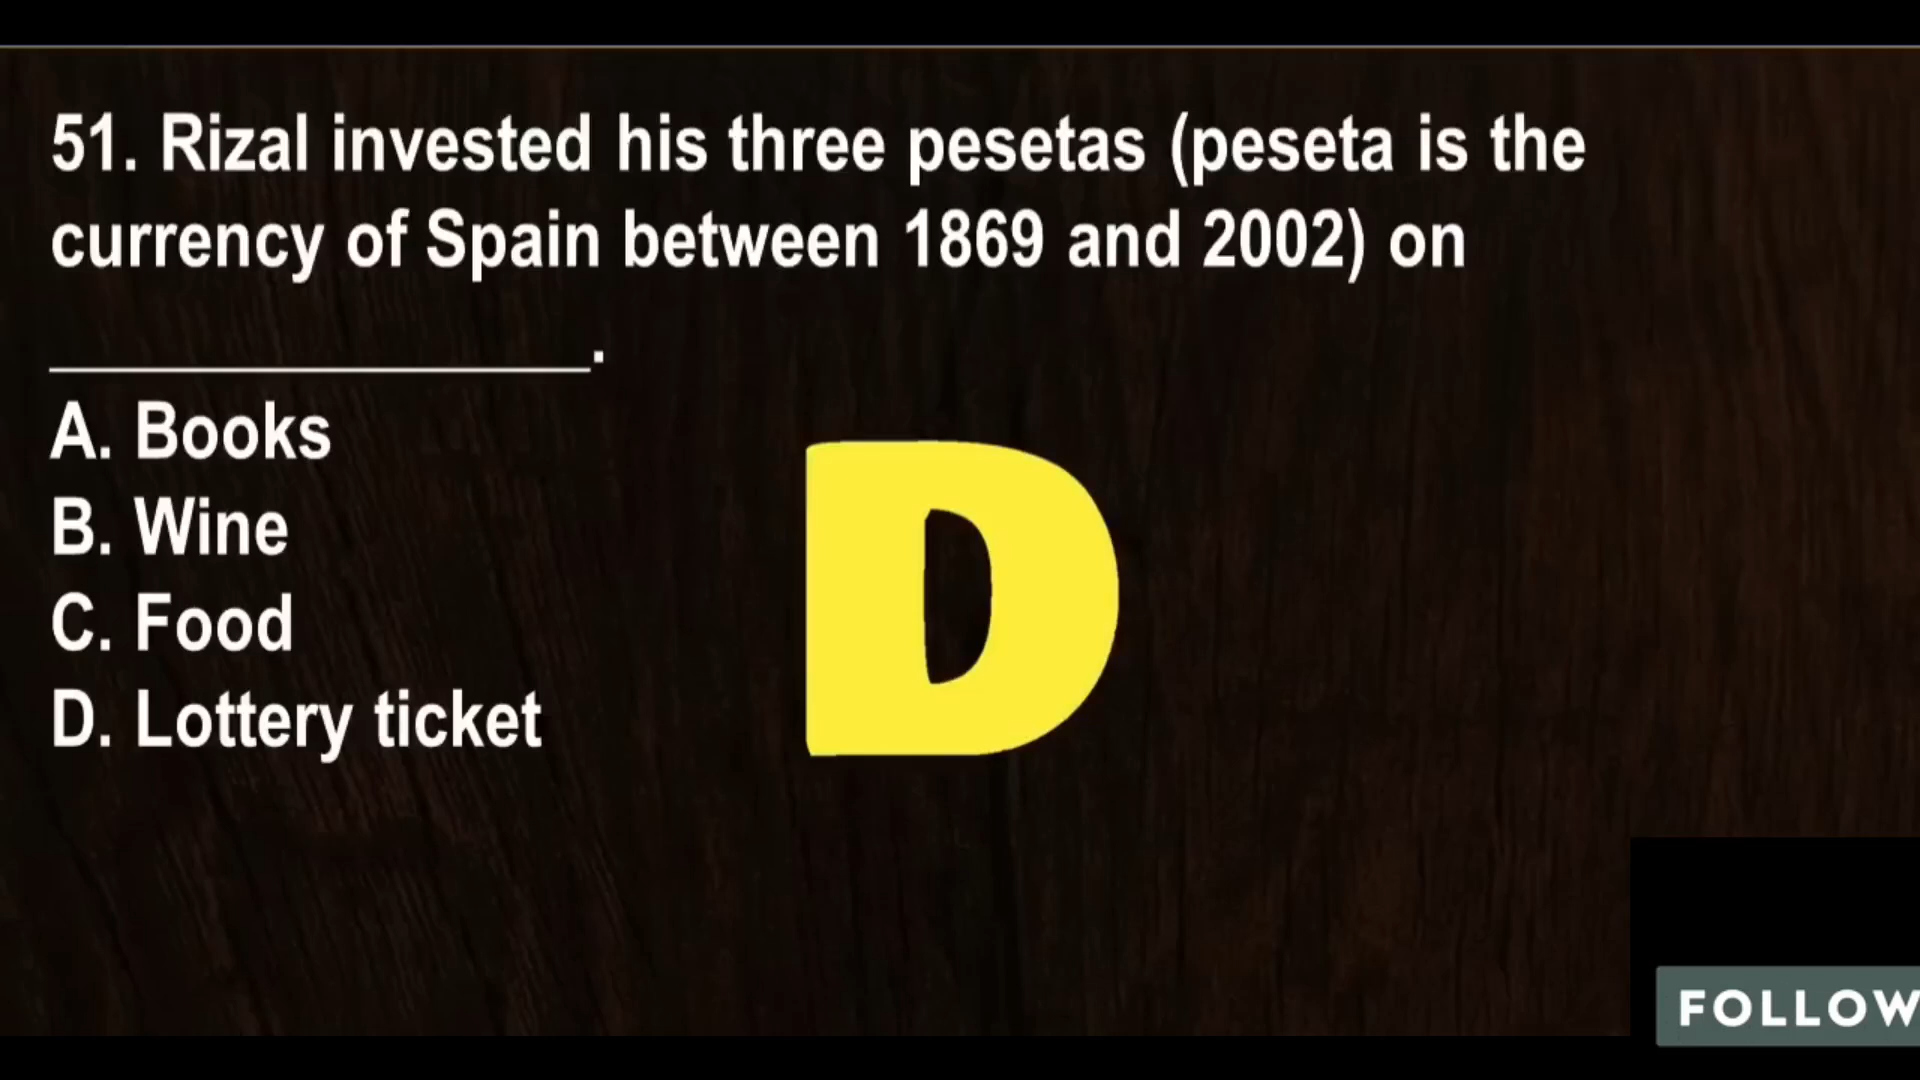 51. Rizal invested his three pesetas (peseta is the
currency of Spain between 1869 and 2002) on
________________.
A. Books
B. Wine
C. Food
D. Lottery ticket
D
FOLLOW